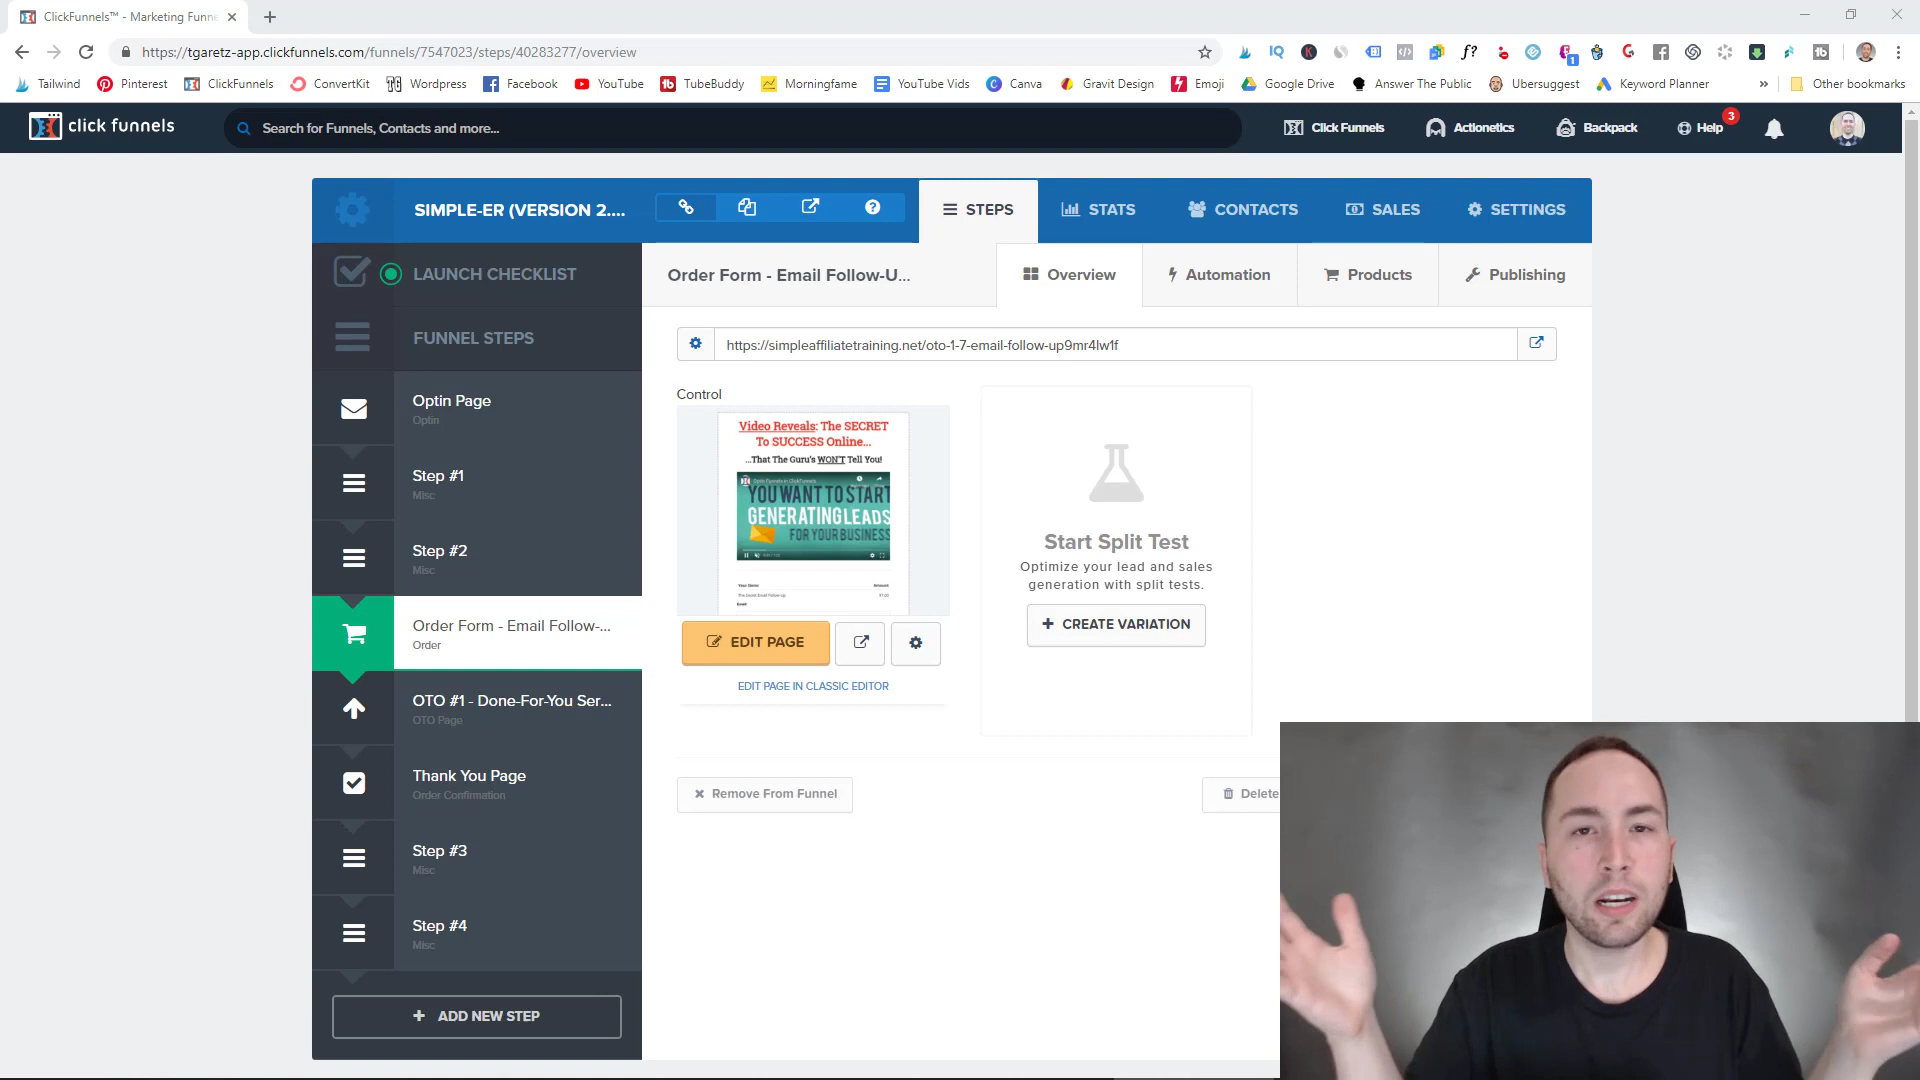 ClickFunnels™ - Marketing Funne
https://tgaretz-app.clickfunnels.com/funnels/7547023/steps/40283277/overview
Tailwind
Pinterest
ClickFunnels
ConvertKit
Wordpress
Facebook
YouTube
TubeBuddy
Morningfame
YouTube Vids
Canva
Gravit Design
Emoji
Google Drive
Answer The Public
Ubersuggest
Keyword Planner
»
Other bookmarks
click funnels
Search for Funnels, Contacts and more...
Click Funnels
Actionetics
Backpack
Help
3
SIMPLE-ER (VERSION 2....
STEPS
STATS
CONTACTS
SALES
SETTINGS
LAUNCH CHECKLIST
FUNNEL STEPS
Optin Page
Optin
Step #1
Misc
Step #2
Misc
Order Form - Email Follow-...
Order
OTO #1 - Done-For-You Ser...
OTO Page
Thank You Page
Order Confirmation
Step #3
Misc
Step #4
Misc
+ ADD NEW STEP
Order Form - Email Follow-U...
Overview
Automation
Products
Publishing
https://simpleaffiliatetraining.net/oto-1-7-email-follow-up9mr4lw1f
Control
Video Reveals: The SECRET
To SUCCESS Online...
...That The Guru's WON'T Tell You!
YOU WANT TO START
GENERATING LEADS
FOR YOUR BUSINESS
EDIT PAGE
EDIT PAGE IN CLASSIC EDITOR
Start Split Test
Optimize your lead and sales
generation with split tests.
+ CREATE VARIATION
Remove From Funnel
Delete